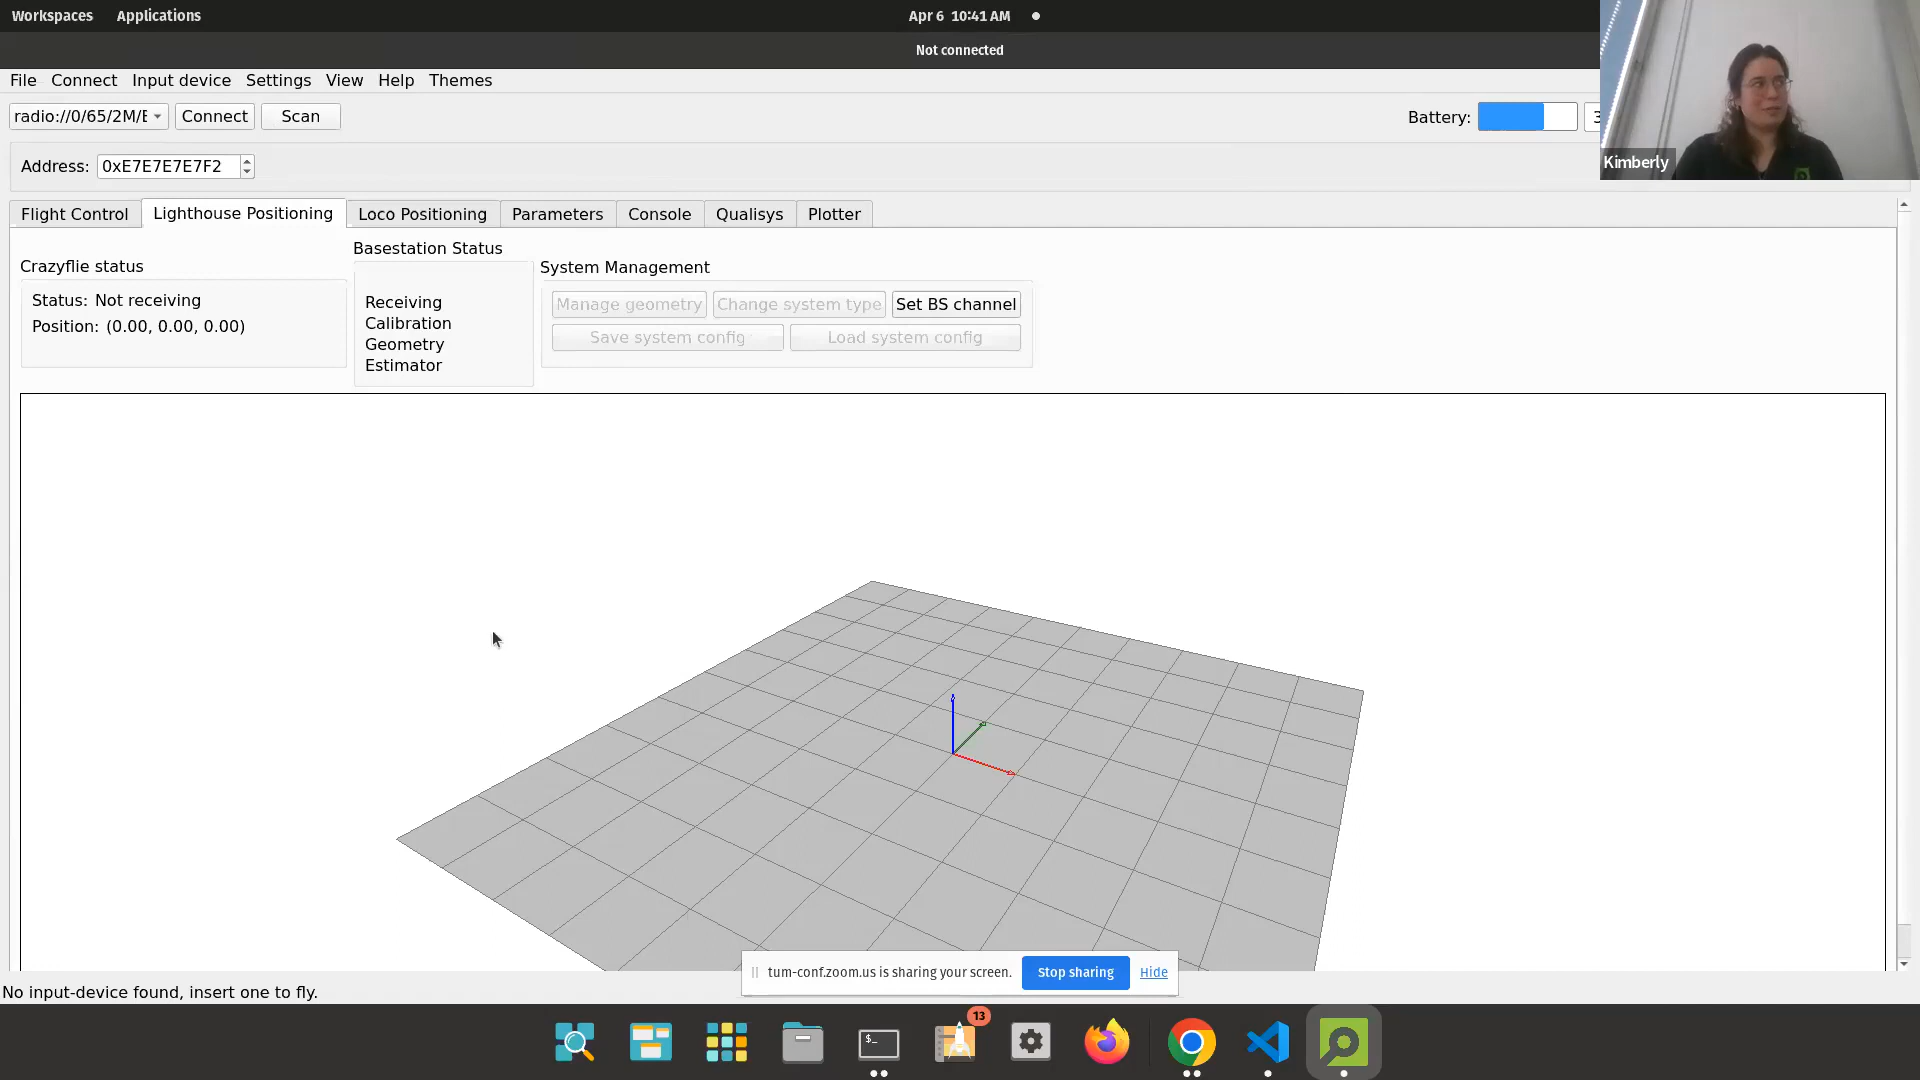 Workspaces Applications Apr 6 10:41 AM
Not connected
File Connect Input device Settings View Help Themes
radio://0/65/2M/E Connect Scan Battery: 3
Address: 0xE7E7E7E7F2
Kimberly
Flight Control Lighthouse Positioning Loco Positioning Parameters Console Qualisys Plotter
Crazyflie status
Status: Not receiving
Position: (0.00, 0.00, 0.00)
Basestation Status
Receiving
Calibration
Geometry
Estimator
System Management
Manage geometry Change system type Set BS channel
Save system config Load system config
tum-conf.zoom.us is sharing your screen. Stop sharing Hide
No input-device found, insert one to fly.
$_
13